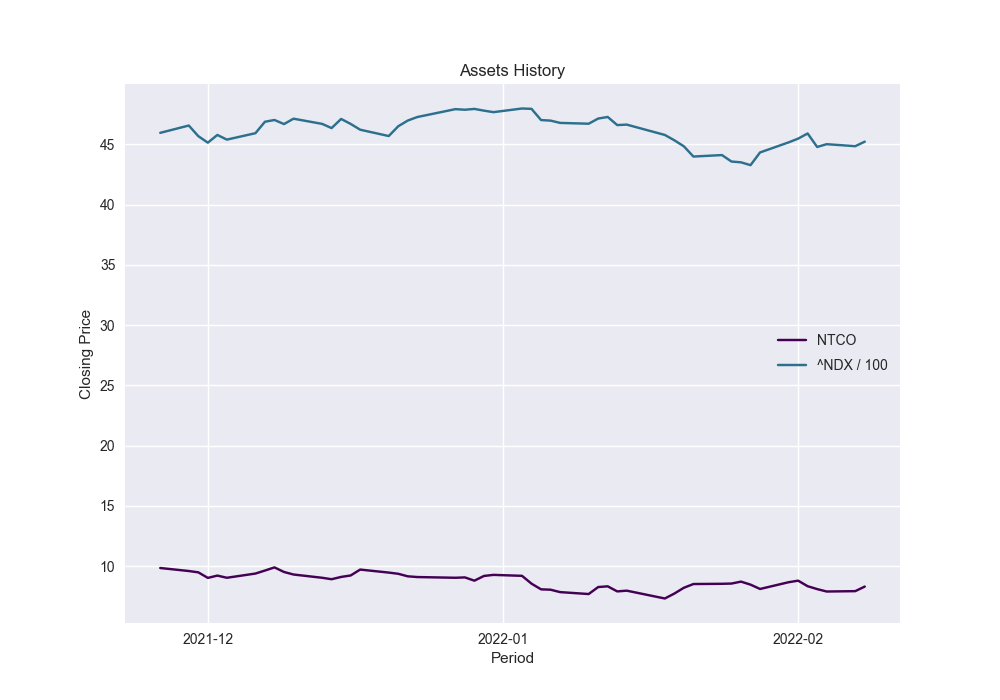 Assets History
Closing Price
45
40
35
30
25
20
15
10
NTCO
^NDX / 100
2021-12
2022-01
2022-02
Period